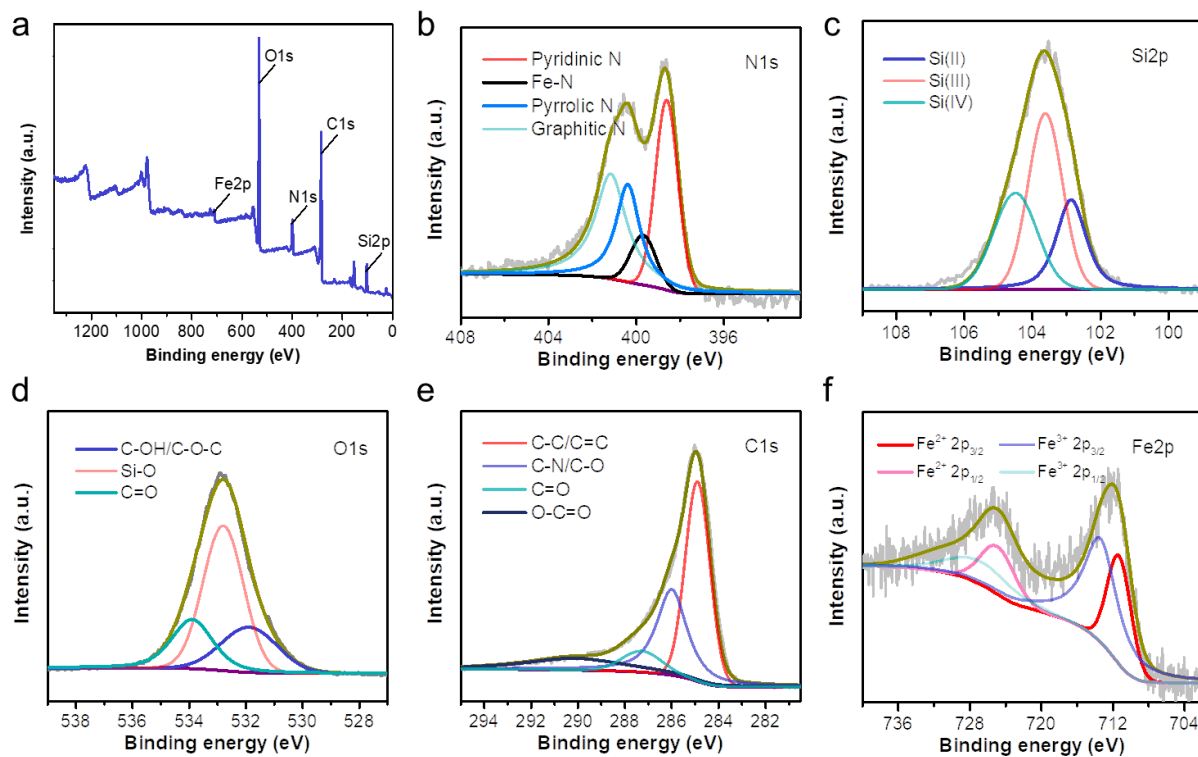 a
O1s
C1s
Fe2p
N1s
Si2p
Intensity (a.u.)
1200 1000 800 600 400 200 0
Binding energy (eV)
b
N1s
Pyridinic N
Fe-N
Pyrrolic N
Graphitic N
Intensity (a.u.)
408 404 400 396
Binding energy (eV)
c
Si2p
Si(II)
Si(III)
Si(IV)
Intensity (a.u.)
108 106 104 102 100
Binding energy (eV)
d
O1s
C-OH/C-O-C
Si-O
C=O
Intensity (a.u.)
538 536 534 532 530 528
Binding energy (eV)
e
C1s
C-C/C=C
C-N/C-O
C=O
O-C=O
Intensity (a.u.)
294 290 287 284 281
Binding energy (eV)
f
Fe2p
Fe²⁺ 2p₃/₂ Fe³⁺ 2p₃/₂
Fe²⁺ 2p₁/₂ Fe³⁺ 2p₁/₂
Intensity (a.u.)
736 728 720 712 704
Binding energy (eV)